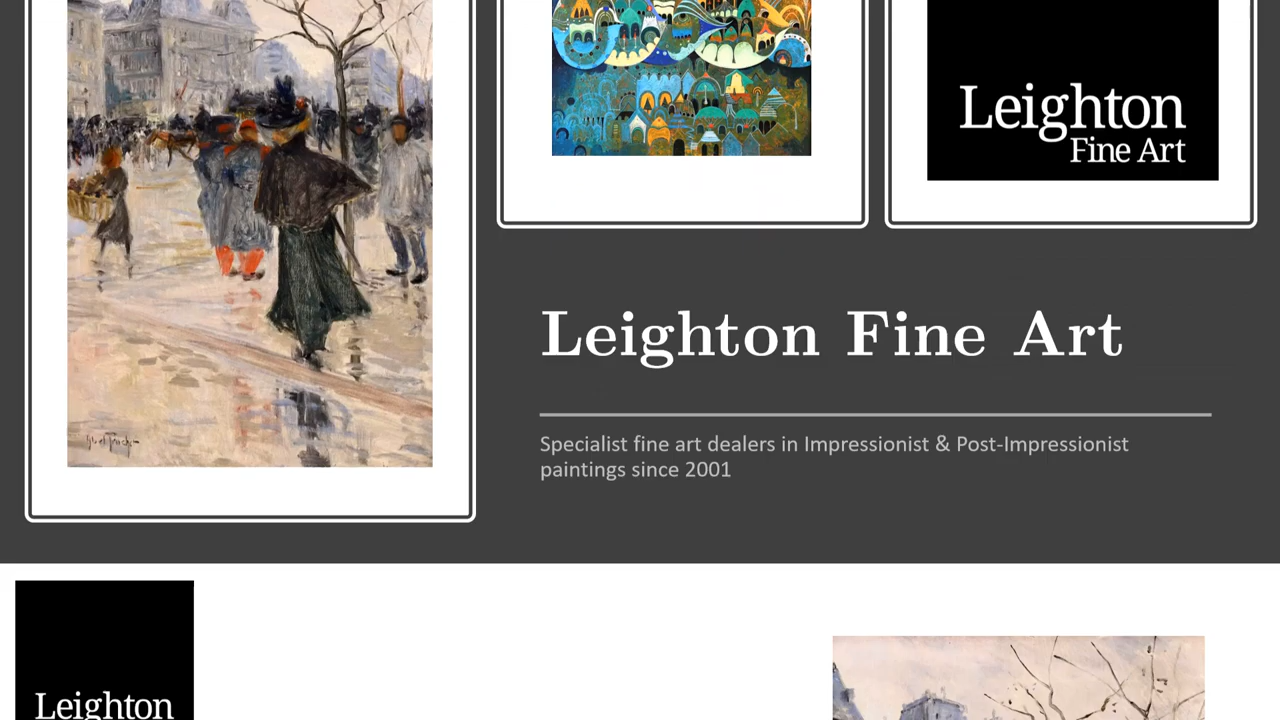 Leighton
Fine Art
Leighton Fine Art
Specialist fine art dealers in Impressionist & Post-Impressionist
paintings since 2001
Leighton